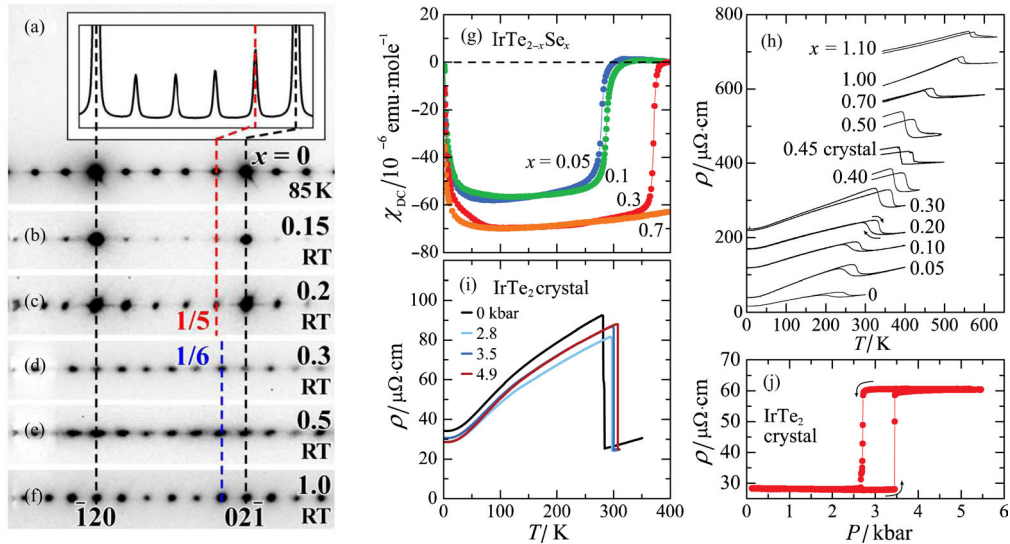 (a)
x = 0
85 K
(b)
0.15
RT
(c)
0.2
RT
1/5
1/6
(d)
0.3
RT
(e)
0.5
RT
(f)
1.0
RT
1̄20
021̄
(g)
IrTe₂₋ₓSeₓ
χ_DC/10⁻⁶ emu·mole⁻¹
10
0
−10
−20
−30
−40
−50
−60
−70
−80
x = 0.05
0.1
0.3
0.7
(i)
IrTe₂ crystal
0 kbar
2.8
3.5
4.9
ρ/μΩ·cm
100
80
60
40
20
0
0 100 200 300 400
T/ K
(h)
x = 1.10
1.00
0.70
0.50
0.45 crystal
0.40
0.30
0.20
0.10
0.05
0
ρ/μΩ·cm
800
600
400
200
0
0 100 200 300 400 500 600
T/ K
(j)
IrTe₂
crystal
ρ/μΩ·cm
70
60
50
40
30
0 1 2 3 4 5 6
P/ kbar